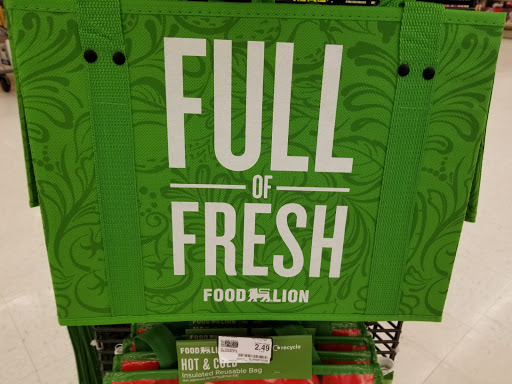 FULL
OF
FRESH
FOOD LION
FOOD LION
2.49
recycle
HOT & COLD
Insulated Reusable Bag